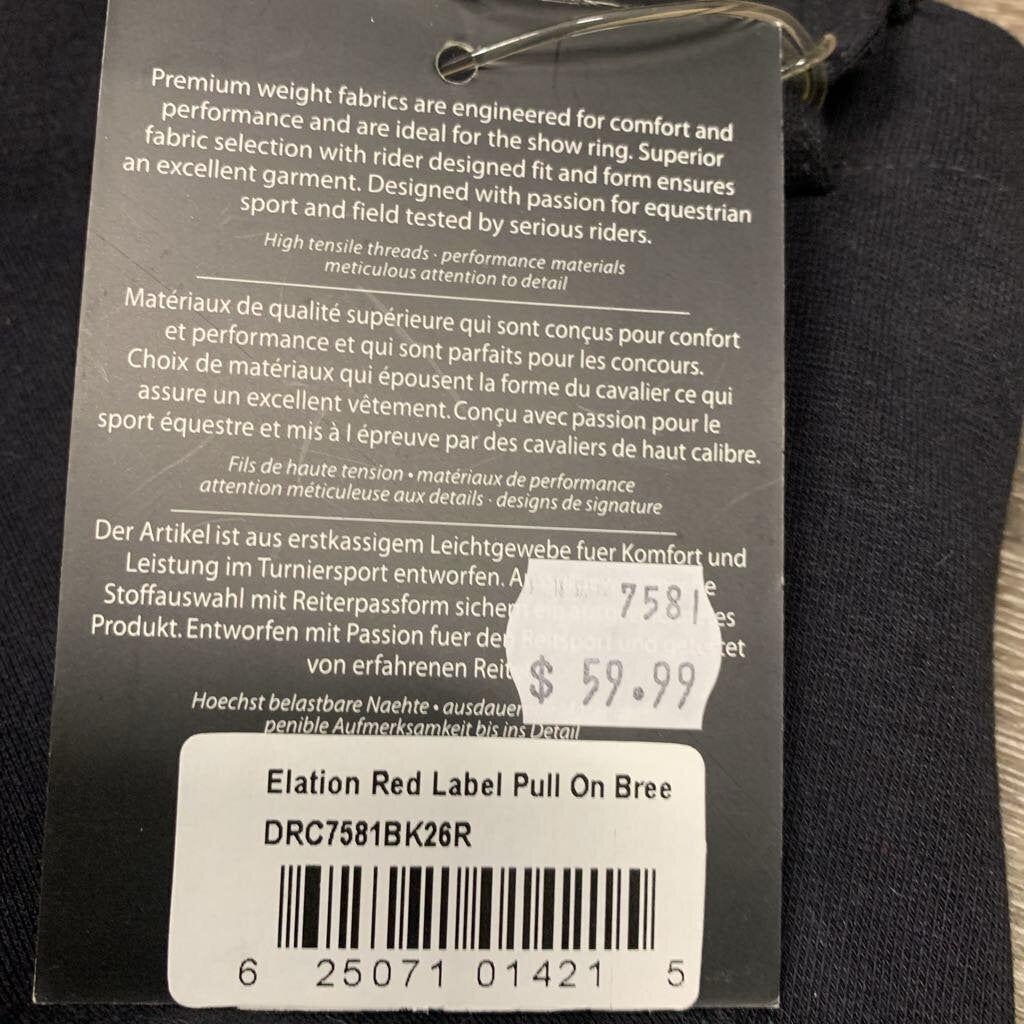 Premium weight fabrics are engineered for comfort and
performance and are ideal for the show ring. Superior
fabric selection with rider designed fit and form ensures
an excellent garment. Designed with passion for equestrian
sport and field tested by serious riders.
High tensile threads · performance materials
meticulous attention to detail
Matériaux de qualité supérieure qui sont conçus pour confort
et performance et qui sont parfaits pour les concours.
Choix de matériaux qui épousent la forme du cavalier ce qui
assure un excellent vêtement. Conçu avec passion pour le
sport équestre et mis à l épreuve par des cavaliers de haut calibre.
Fils de haute tension • matériaux de performance
attention méticuleuse aux details · designs de signature
Der Artikel ist aus erstkassigem Leichtgewebe fuer Komfort und
Leistung im Turniersport entworfen.
Stoffauswahl mit Reiterpassform
Produkt. Entworfen mit Passion fuer den Reitsport und
von erfahrenen
Hoechst belastbare Naehte •
penible Aufmerksamkeit bis ins Detail
7581
$ 59.99
Elation Red Label Pull On Bree
DRC7581BK26R
6 25071 01421 5